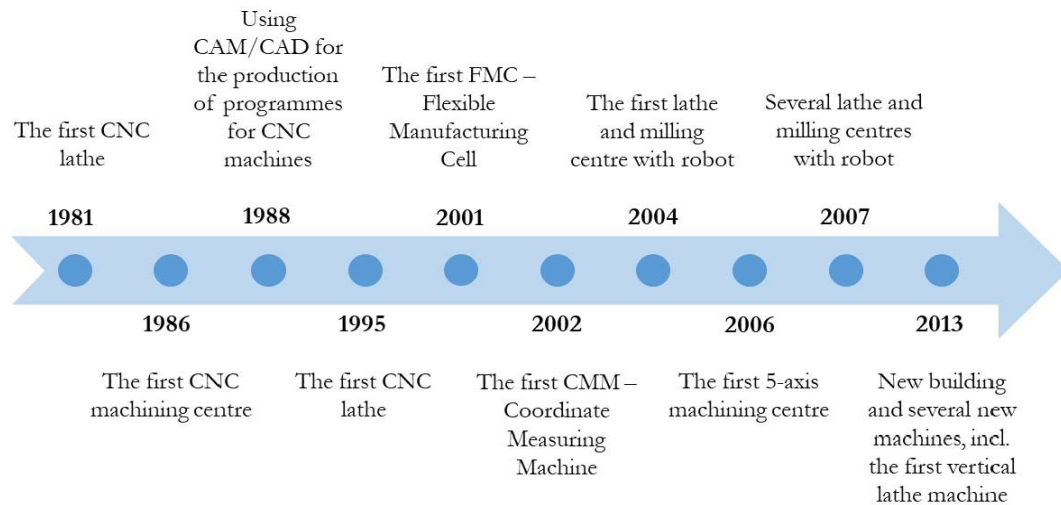 The first CNC
lathe
1981
1986
The first CNC
machining centre
Using
CAM/CAD for
the production
of programmes
for CNC
machines
1988
1995
The first CNC
lathe
The first FMC –
Flexible
Manufacturing
Cell
2001
2002
The first CMM –
Coordinate
Measuring
Machine
The first lathe
and milling
centre with robot
2004
2006
The first 5-axis
machining centre
Several lathe and
milling centres
with robot
2007
2013
New building
and several new
machines, incl.
the first vertical
lathe machine